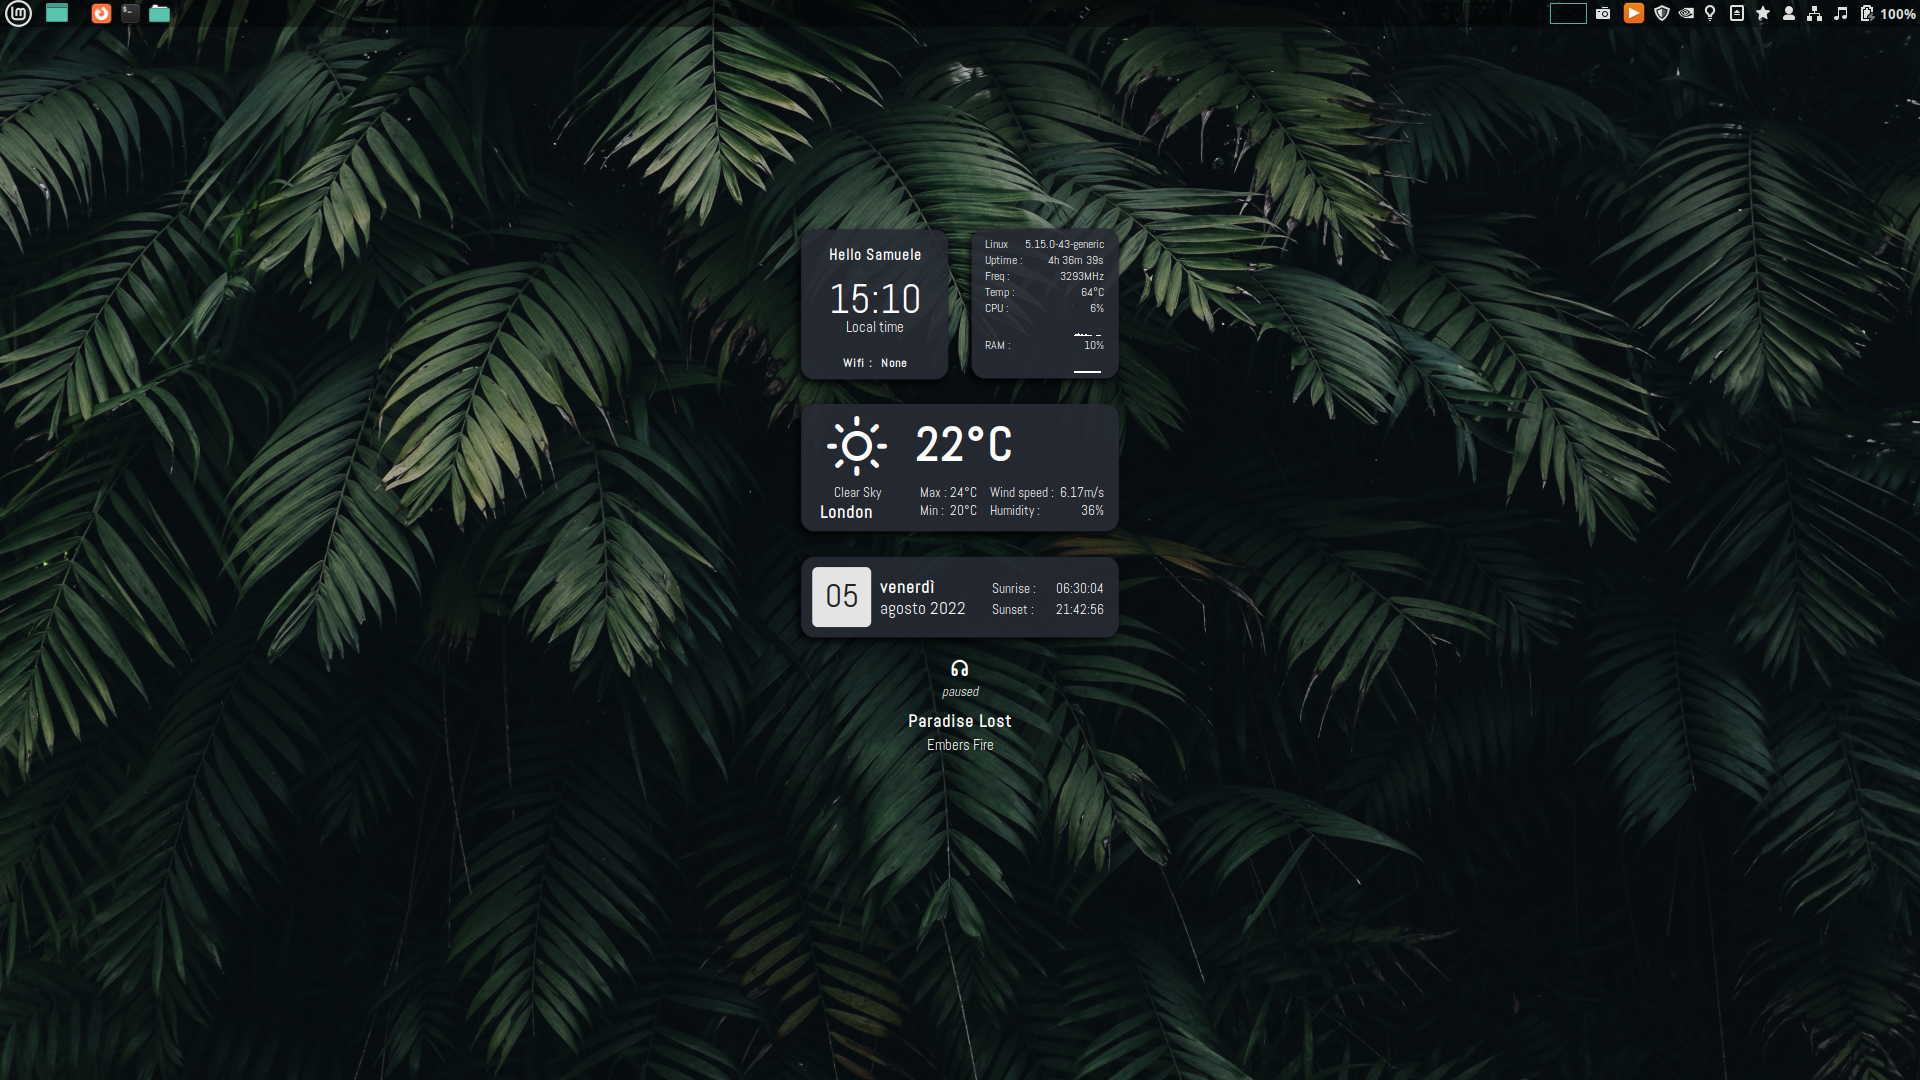 100%
Hello Samuele
15:10
Local time
Wifi : None
Linux 5.15.0-43-generic
Uptime : 4h 36m 39s
Freq : 3293MHz
Temp : 64°C
CPU : 6%
RAM : 10%
22°C
Clear Sky
London
Max : 24°C Wind speed : 6.17m/s
Min : 20°C Humidity : 36%
05
venerdì
agosto 2022
Sunrise : 06:30:04
Sunset : 21:42:56
paused
Paradise Lost
Embers Fire